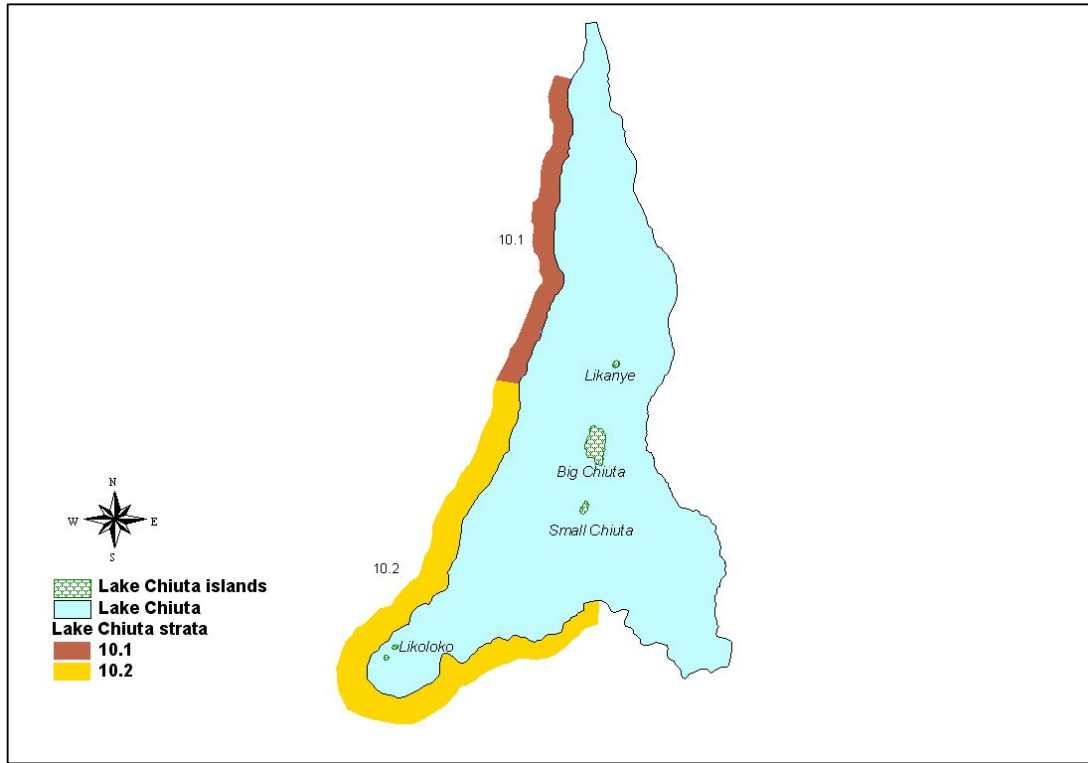 10.1
Likanye
Big Chiuta
Small Chiuta
10.2
Likoloko
N
W
E
S
Lake Chiuta islands
Lake Chiuta
Lake Chiuta strata
10.1
10.2